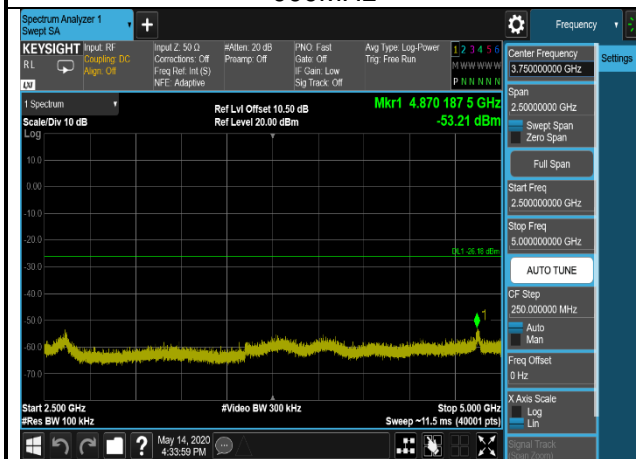 Spectrum Analyzer 1
Swept SA
+
Frequency
KEYSIGHT
RL
Input: RF
Coupling: DC
Align: Off
Input Z: 50 Ω
Corrections: Off
Freq Ref: Int (S)
NFE: Adaptive
#Atten: 20 dB
Preamp: Off
PNO: Fast
Gate: Off
IF Gain: Low
Sig Track: Off
Avg Type: Log-Power
Trig: Free Run
1 2 3 4 5 6
M W W W W W
P N N N N N
1 Spectrum
Scale/Div 10 dB
Log
Ref Lvl Offset 10.50 dB
Ref Level 20.00 dBm
Mkr1 4.870 187 5 GHz
-53.21 dBm
10.0
0.00
-10.0
-20.0
-30.0
-40.0
-50.0
-60.0
-70.0
DL1 -26.18 dBm
1
Start 2.500 GHz
#Res BW 100 kHz
#Video BW 300 kHz
Stop 5.000 GHz
Sweep ~11.5 ms (40001 pts)
Center Frequency
3.750000000 GHz
Settings
Span
2.50000000 GHz
Swept Span
Zero Span
Full Span
Start Freq
2.500000000 GHz
Stop Freq
5.000000000 GHz
AUTO TUNE
CF Step
250.000000 MHz
Auto
Man
Freq Offset
0 Hz
X Axis Scale
Log
Lin
Signal Track
(Span Zoom)
?
May 14, 2020
4:33:59 PM